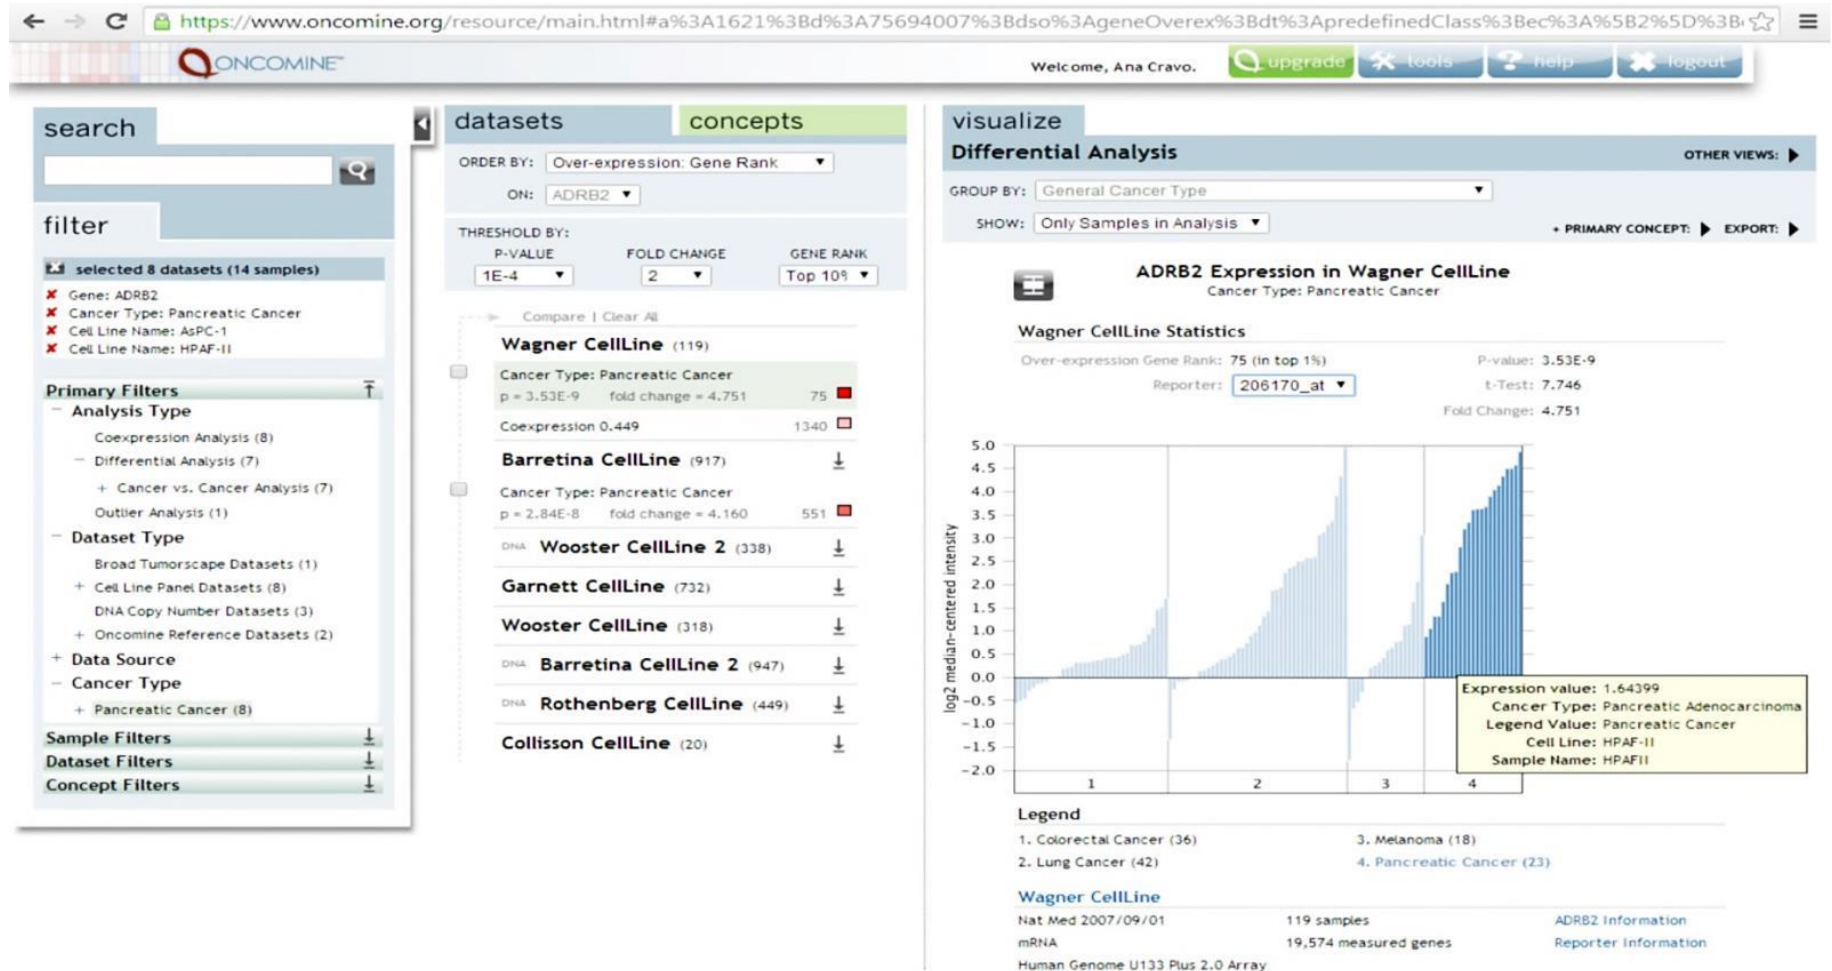 https://www.oncomine.org/resource/main.html#a%3A1621%3Bd%3A75694007%3Bdso%3AgeneOverex%3Bdt%3ApredefinedClass%3Bec%3A%5B2%5D%3B
ONCOMINE
Welcome, Ana Cravo.
upgrade
tools
? help
logout
search
filter
selected 8 datasets (14 samples)
Gene: ADRB2
Cancer Type: Pancreatic Cancer
Cell Line Name: AsPC-1
Cell Line Name: HPAF-II
Primary Filters
− Analysis Type
Coexpression Analysis (8)
− Differential Analysis (7)
+ Cancer vs. Cancer Analysis (7)
Outlier Analysis (1)
− Dataset Type
Broad Tumorscape Datasets (1)
+ Cell Line Panel Datasets (8)
DNA Copy Number Datasets (3)
+ Oncomine Reference Datasets (2)
+ Data Source
− Cancer Type
+ Pancreatic Cancer (8)
Sample Filters
Dataset Filters
Concept Filters
datasets
concepts
ORDER BY: Over-expression: Gene Rank
ON: ADRB2
THRESHOLD BY:
P-VALUE FOLD CHANGE GENE RANK
1E-4 2 Top 10%
Compare | Clear All
Wagner CellLine (119)
Cancer Type: Pancreatic Cancer
p = 3.53E-9 fold change = 4.751 75
Coexpression 0.449 1340
Barretina CellLine (917)
Cancer Type: Pancreatic Cancer
p = 2.84E-8 fold change = 4.160 551
DNA Wooster CellLine 2 (338)
Garnett CellLine (732)
Wooster CellLine (318)
DNA Barretina CellLine 2 (947)
DNA Rothenberg CellLine (449)
Collisson CellLine (20)
visualize
Differential Analysis
OTHER VIEWS:
GROUP BY: General Cancer Type
SHOW: Only Samples in Analysis
+ PRIMARY CONCEPT: EXPORT:
ADRB2 Expression in Wagner CellLine
Cancer Type: Pancreatic Cancer
Wagner CellLine Statistics
Over-expression Gene Rank: 75 (in top 1%) P-value: 3.53E-9
Reporter: 206170_at t-Test: 7.746
Fold Change: 4.751
log2 median-centered intensity
5.0
4.5
4.0
3.5
3.0
2.5
2.0
1.5
1.0
0.5
0.0
-0.5
-1.0
-1.5
-2.0
1 2 3 4
Expression value: 1.64399
Cancer Type: Pancreatic Adenocarcinoma
Legend Value: Pancreatic Cancer
Cell Line: HPAF-II
Sample Name: HPAFII
Legend
1. Colorectal Cancer (36) 3. Melanoma (18)
2. Lung Cancer (42) 4. Pancreatic Cancer (23)
Wagner CellLine
Nat Med 2007/09/01 119 samples ADRB2 Information
mRNA 19,574 measured genes Reporter Information
Human Genome U133 Plus 2.0 Array